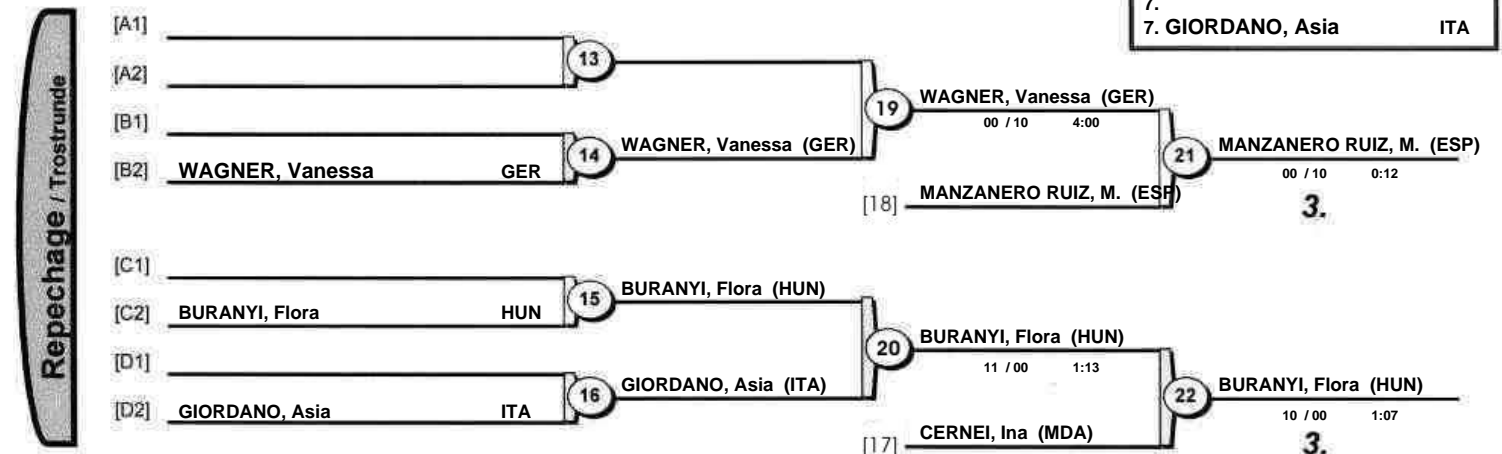 7.
7. GIORDANO, Asia ITA
Repechage / Trostrunde
[A1]
13
[A2]
19
WAGNER, Vanessa (GER)
00 / 10 4:00
[B1]
14
WAGNER, Vanessa (GER)
[B2] WAGNER, Vanessa GER
21
MANZANERO RUIZ, M. (ESP)
00 / 10 0:12
3.
[18] MANZANERO RUIZ, M. (ESP)
[C1]
15
BURANYI, Flora (HUN)
[C2] BURANYI, Flora HUN
20
BURANYI, Flora (HUN)
11 / 00 1:13
[D1]
16
GIORDANO, Asia (ITA)
[D2] GIORDANO, Asia ITA
22
BURANYI, Flora (HUN)
10 / 00 1:07
3.
[17] CERNEI, Ina (MDA)